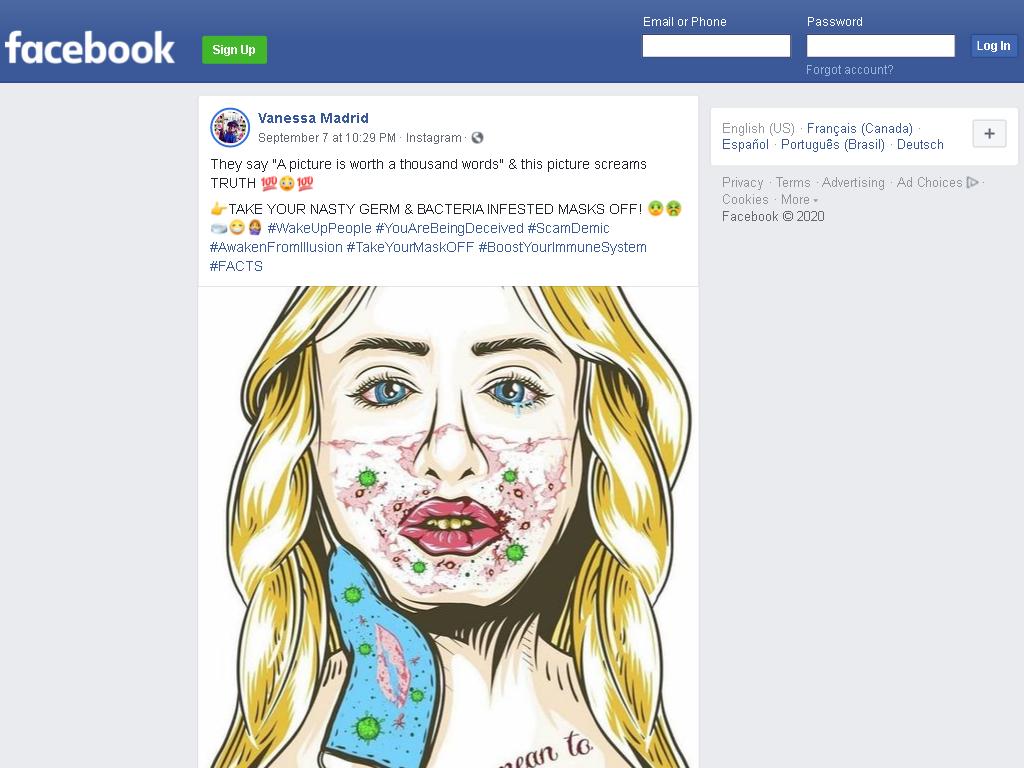 facebook
Sign Up
Email or Phone
Password
Log In
Forgot account?
Vanessa Madrid
September 7 at 10:29 PM · Instagram ·
They say "A picture is worth a thousand words" & this picture screams
TRUTH 💯😳💯
👉TAKE YOUR NASTY GERM & BACTERIA INFESTED MASKS OFF! 😰🤮
#WakeUpPeople #YouAreBeingDeceived #ScamDemic
#AwakenFromIllusion #TakeYourMaskOFF #BoostYourImmuneSystem
#FACTS
mean to
English (US) · Français (Canada) ·
Español · Português (Brasil) · Deutsch
+
Privacy · Terms · Advertising · Ad Choices ·
Cookies · More
Facebook © 2020